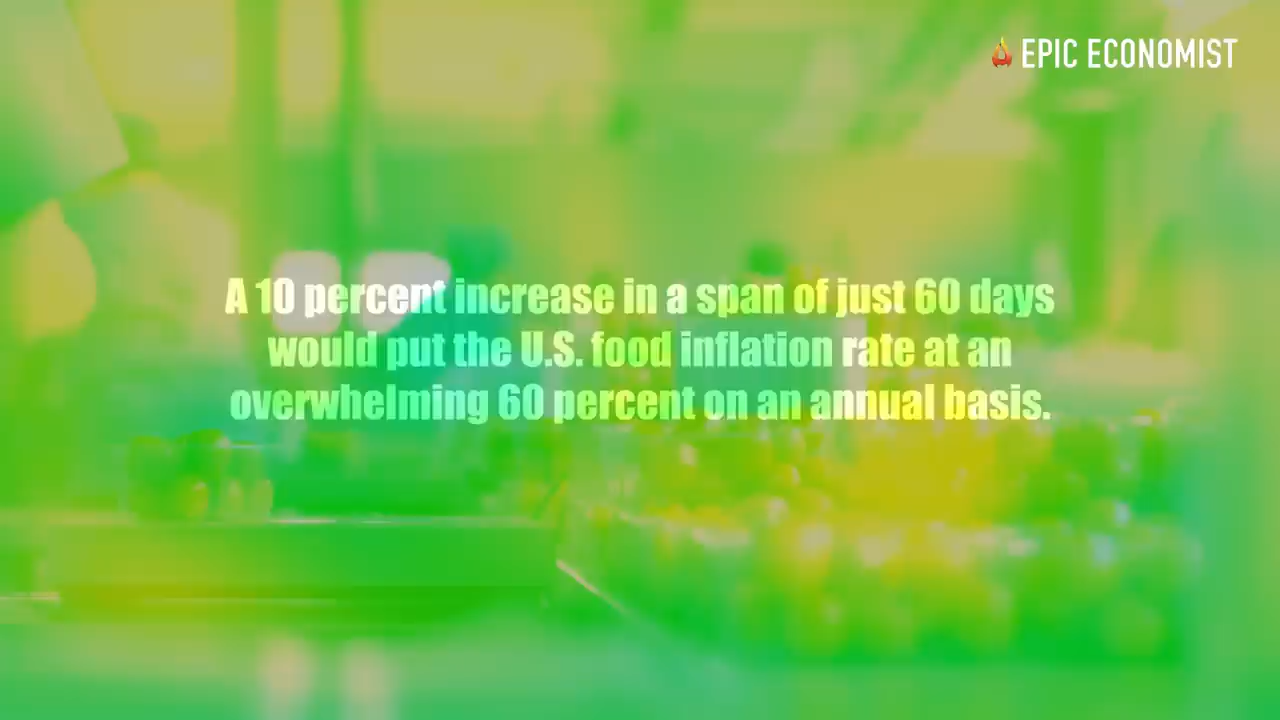 EPIC ECONOMIST
A 10 percent increase in a span of just 60 days
would put the U.S. food inflation rate at an
overwhelming 60 percent on an annual basis.